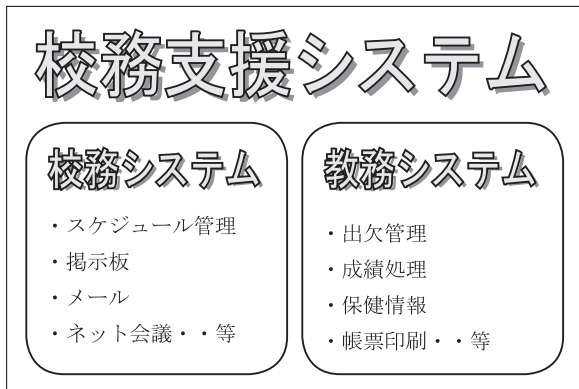 校務支援システム
校務システム
・スケジュール管理
・掲示板
・メール
・ネット会議・・等
教務システム
・出欠管理
・成績処理
・保健情報
・帳票印刷・・等